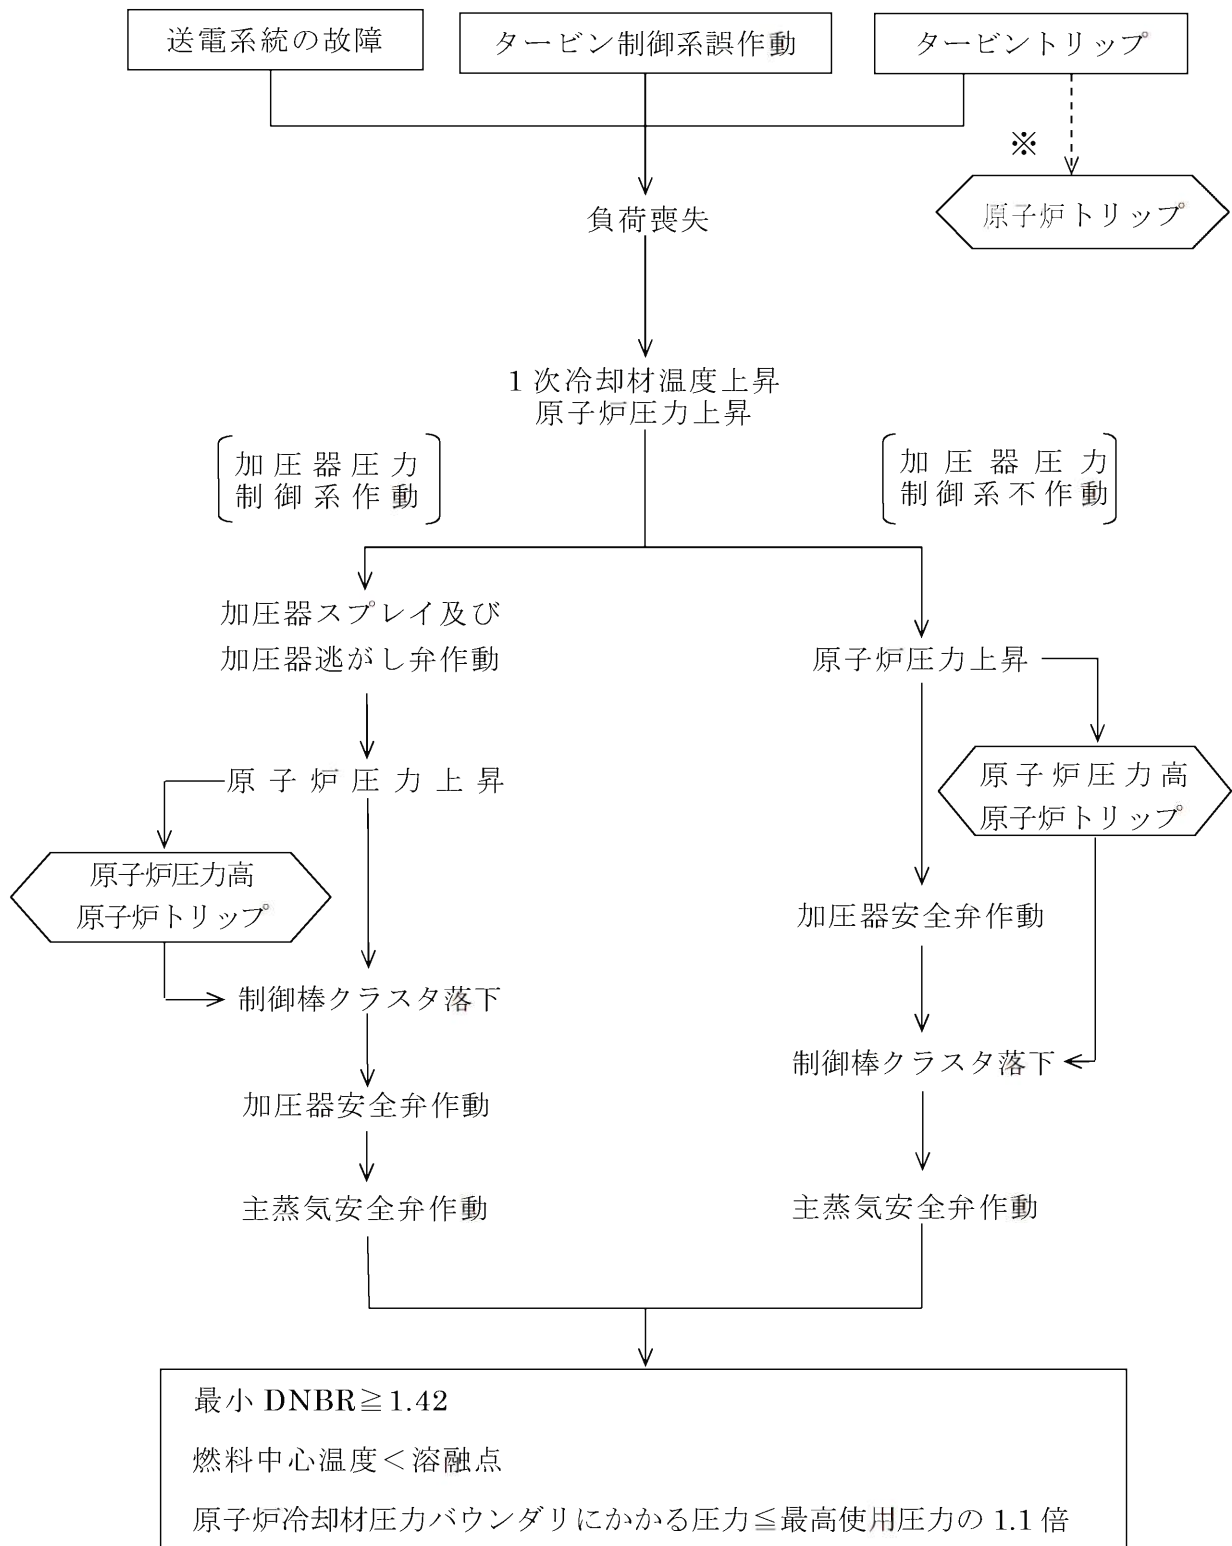 送電系統の故障
タービン制御系誤作動
タービントリップ
※
原子炉トリップ
負荷喪失
1次冷却材温度上昇
原子炉圧力上昇
加圧器圧力
制御系作動
加圧器圧力
制御系不作動
加圧器スプレイ及び
加圧器逃がし弁作動
原子炉圧力上昇
原子炉圧力上昇
原子炉圧力高
原子炉トリップ
原子炉圧力高
原子炉トリップ
加圧器安全弁作動
制御棒クラスタ落下
制御棒クラスタ落下
加圧器安全弁作動
主蒸気安全弁作動
主蒸気安全弁作動
最小 DNBR≧1.42
燃料中心温度＜溶融点
原子炉冷却材圧力バウンダリにかかる圧力≦最高使用圧力の 1.1 倍